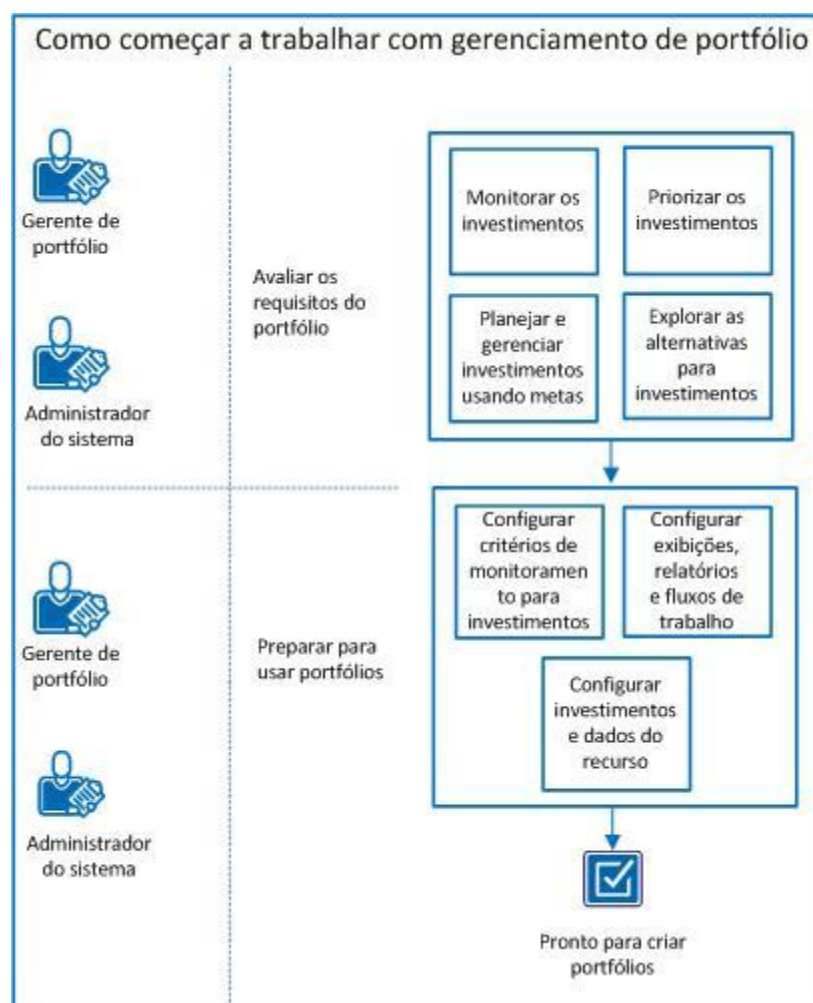 Como começar a trabalhar com gerenciamento de portfólio
Gerente de
portfólio
Administrador
do sistema
Avaliar os
requisitos do
portfólio
Monitorar os
investimentos
Priorizar os
investimentos
Planejar e
gerenciar
investimentos
usando metas
Explorar as
alternativas
para
investimentos
Gerente de
portfólio
Administrador
do sistema
Preparar para
usar portfólios
Configurar
critérios de
monitoramen
to para
investimentos
Configurar
exibições,
relatórios
e fluxos de
trabalho
Configurar
investimentos
e dados do
recurso
Pronto para criar
portfólios